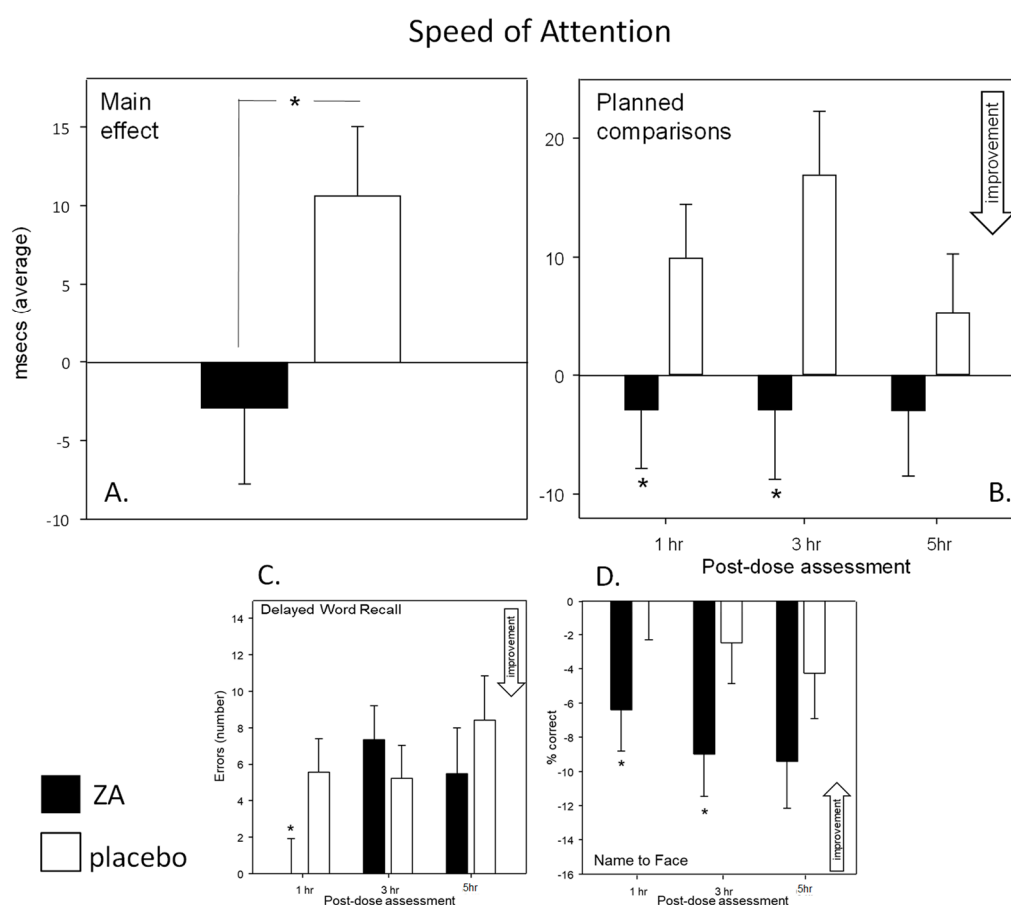 Speed of Attention
Main
effect
*
15
10
5
0
-5
-10
msecs (average)
A.
Planned
comparisons
improvement
20
10
0
-10
*
*
B.
1 hr
3 hr
5hr
Post-dose assessment
C.
Delayed Word Recall
improvement
14
12
10
8
6
4
2
0
Errors (number)
*
1 hr
3 hr
5hr
Post-dose assessment
D.
0
-2
-4
-6
-8
-10
-12
-14
-16
% correct
*
*
improvement
Name to Face
1 hr
3 hr
5hr
Post-dose assessment
ZA
placebo